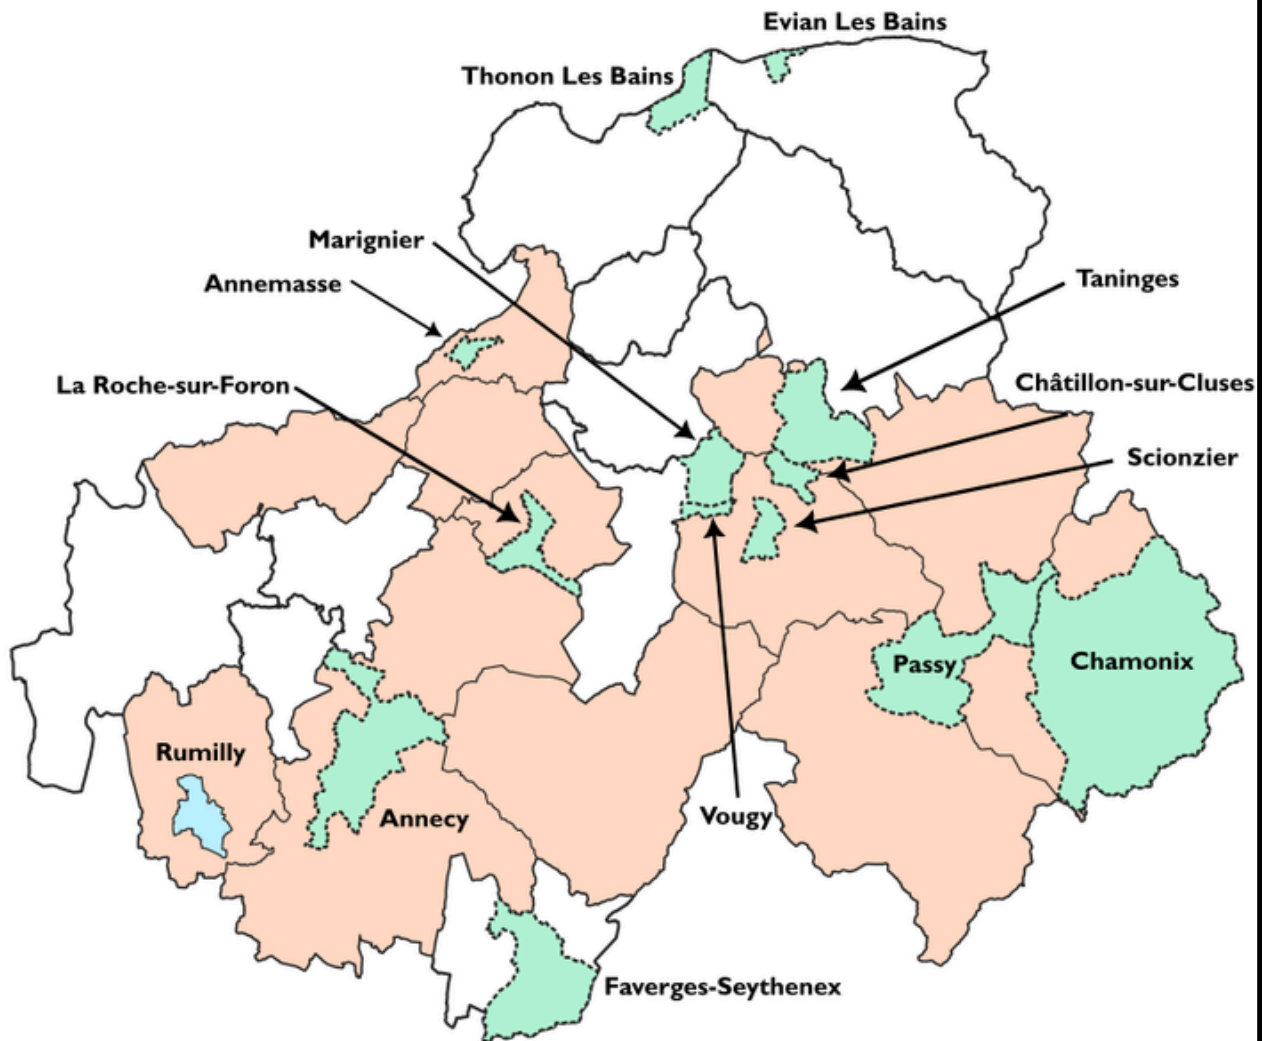 Evian Les Bains
Thonon Les Bains
Marignier
Annemasse
Taninges
La Roche-sur-Foron
Châtillon-sur-Cluses
Scionzier
Passy
Chamonix
Rumilly
Annecy
Vougy
Faverges-Seythenex